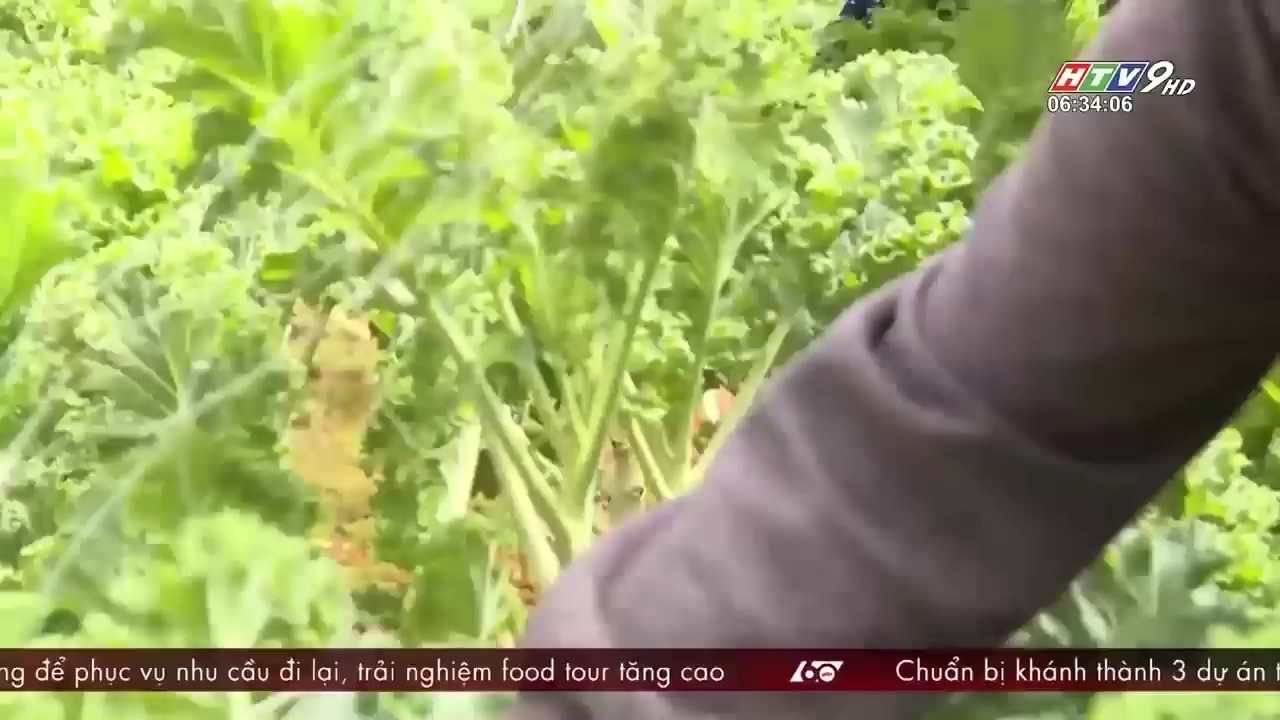 HTV9HD
06:34:06
ng để phục vụ nhu cầu đi lại, trải nghiệm food tour tăng cao 60 Chuẩn bị khánh thành 3 dự án t